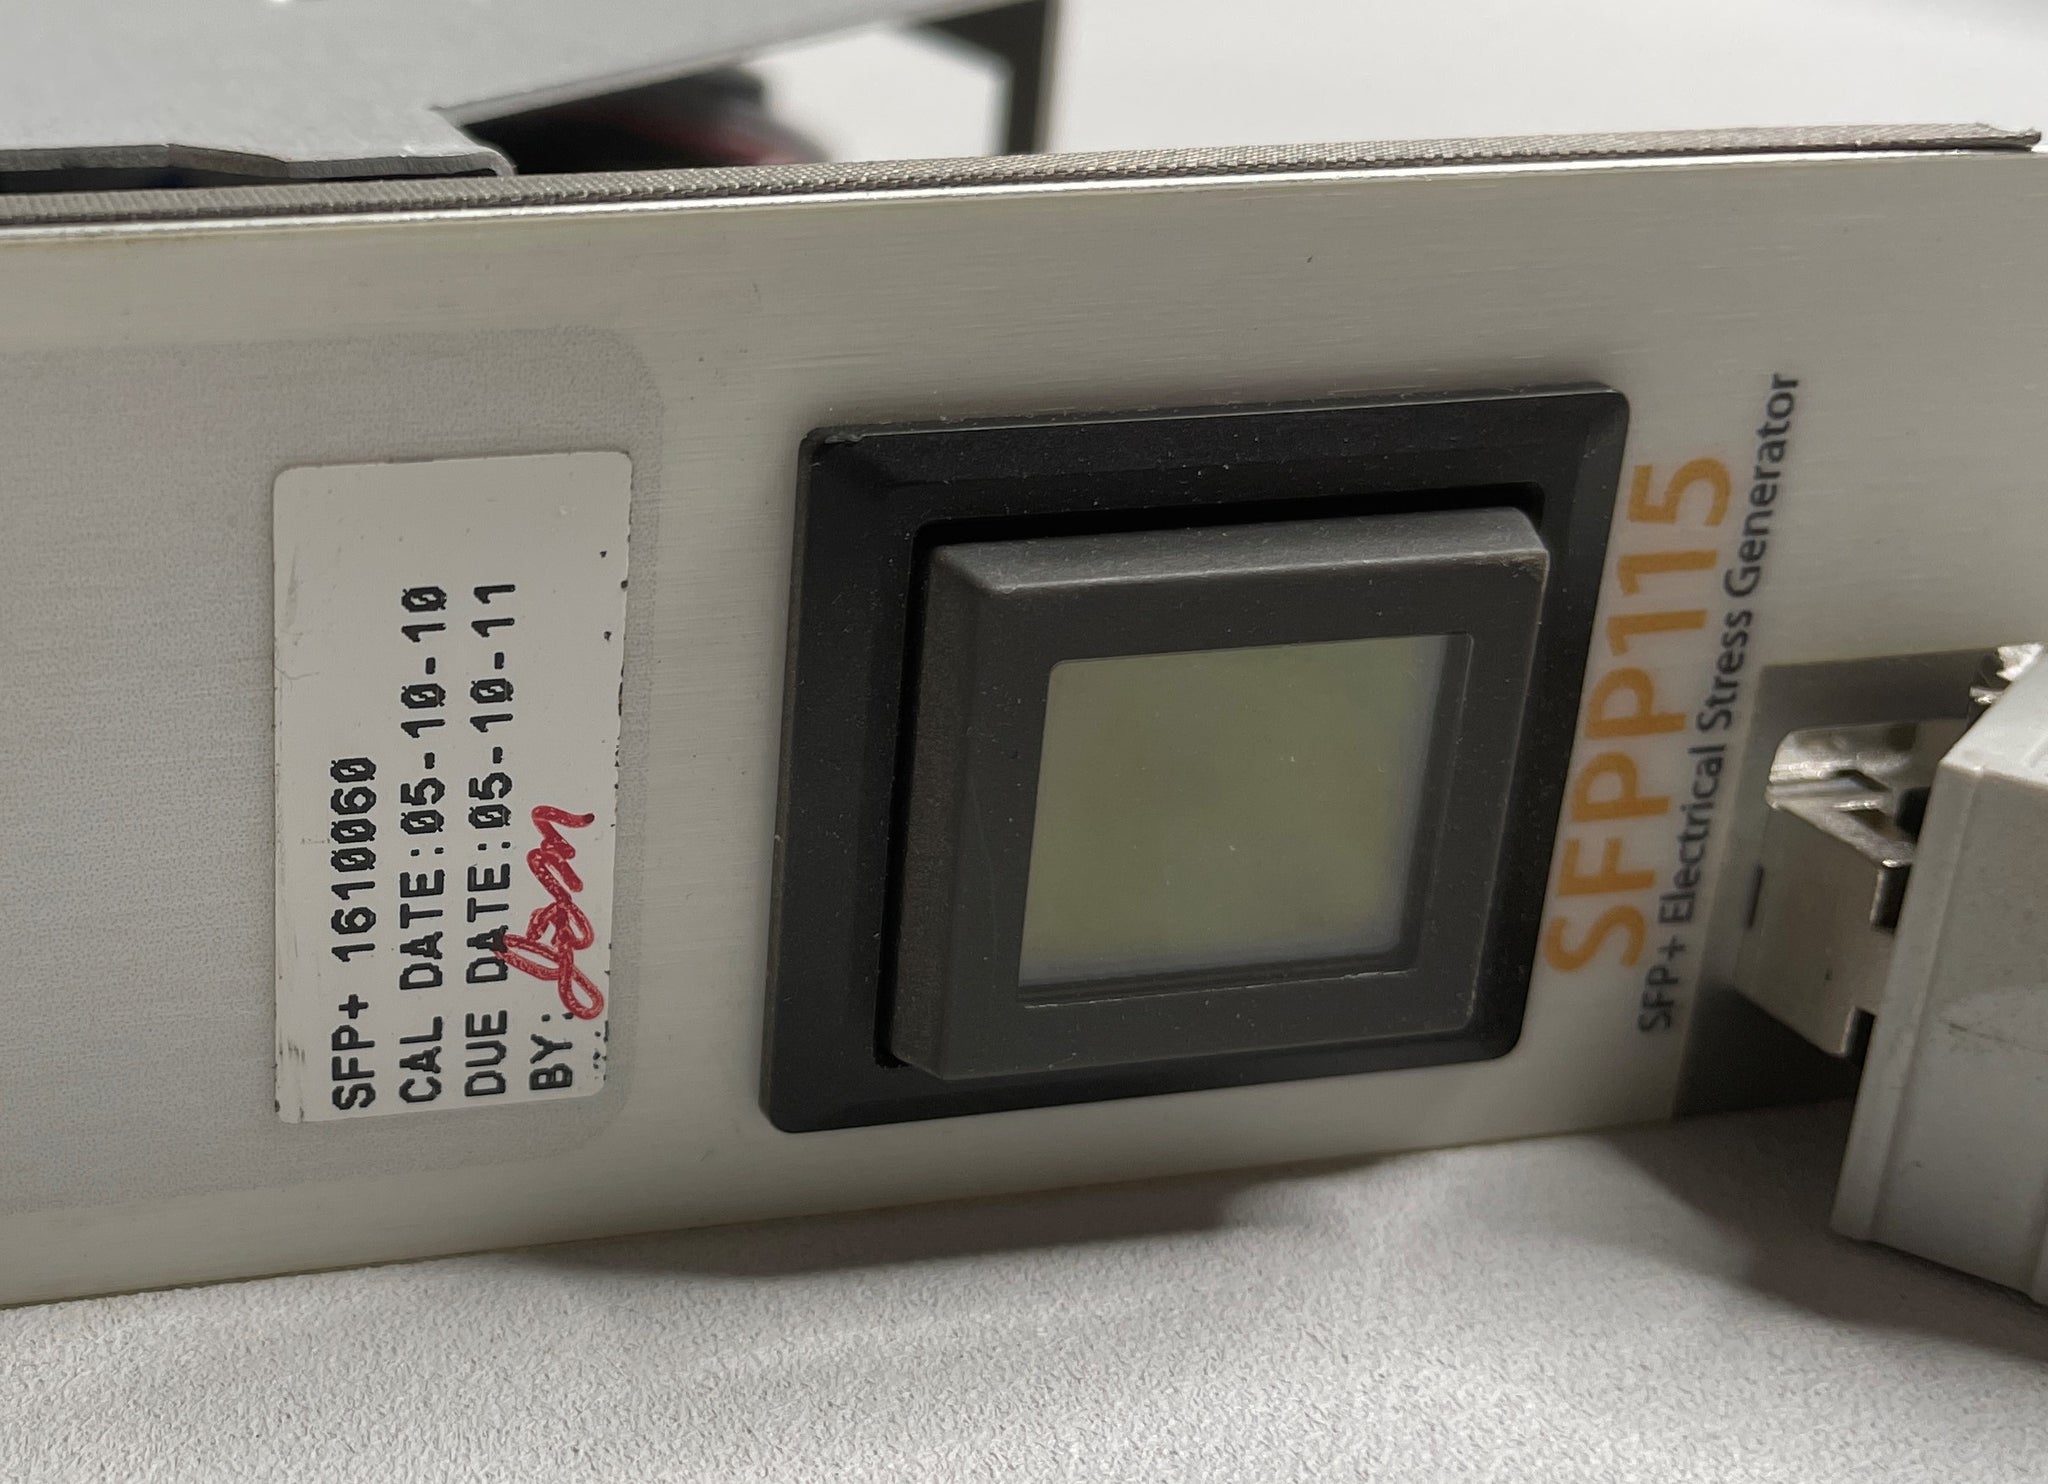 SFP+ 1610060
CAL DATE:05-10-10
DUE DATE:05-10-11
BY:
SFPP115
SFP+ Electrical Stress Generator